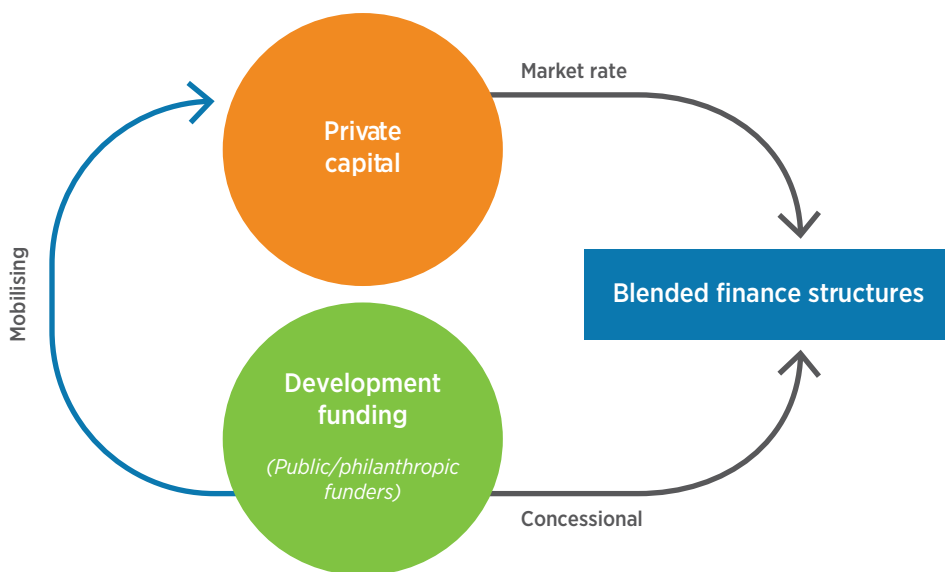 Market rate
Private
capital
Mobilising
Blended finance structures
Development
funding
(Public/philanthropic
funders)
Concessional